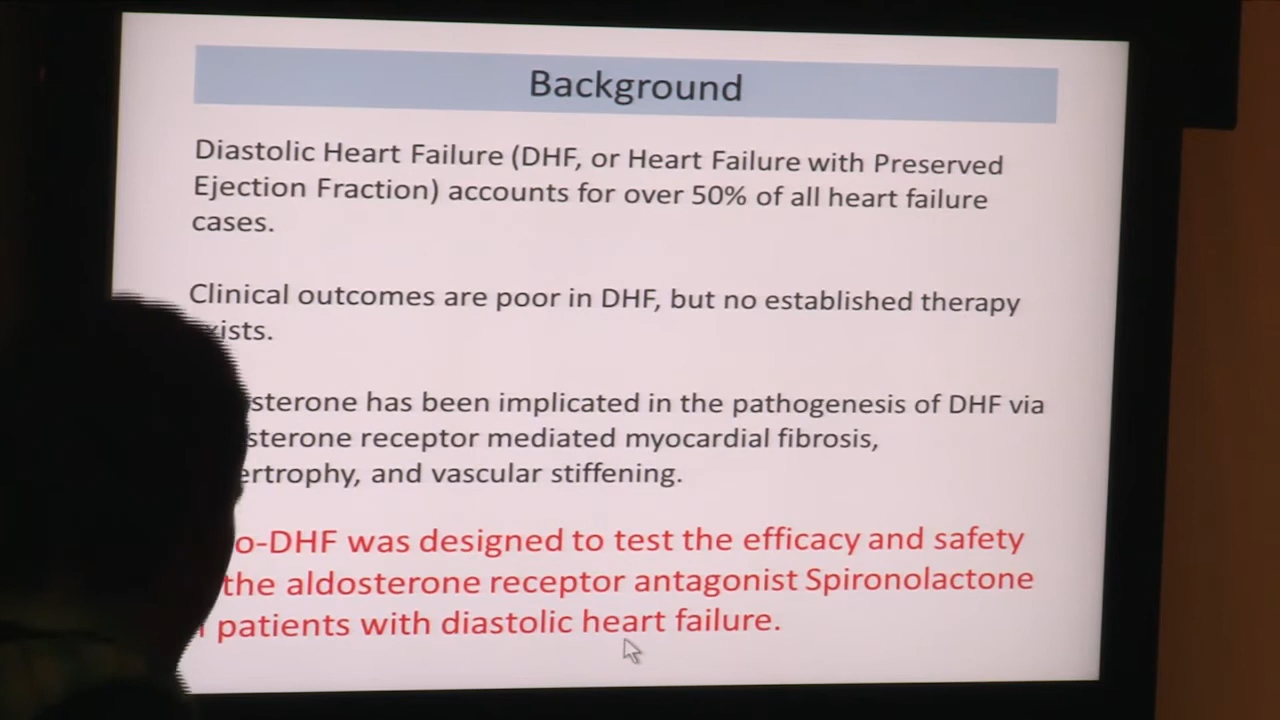 Background
Diastolic Heart Failure (DHF, or Heart Failure with Preserved
Ejection Fraction) accounts for over 50% of all heart failure
cases.
Clinical outcomes are poor in DHF, but no established therapy
xists.
sterone has been implicated in the pathogenesis of DHF via
sterone receptor mediated myocardial fibrosis,
ertrophy, and vascular stiffening.
o-DHF was designed to test the efficacy and safety
the aldosterone receptor antagonist Spironolactone
patients with diastolic heart failure.